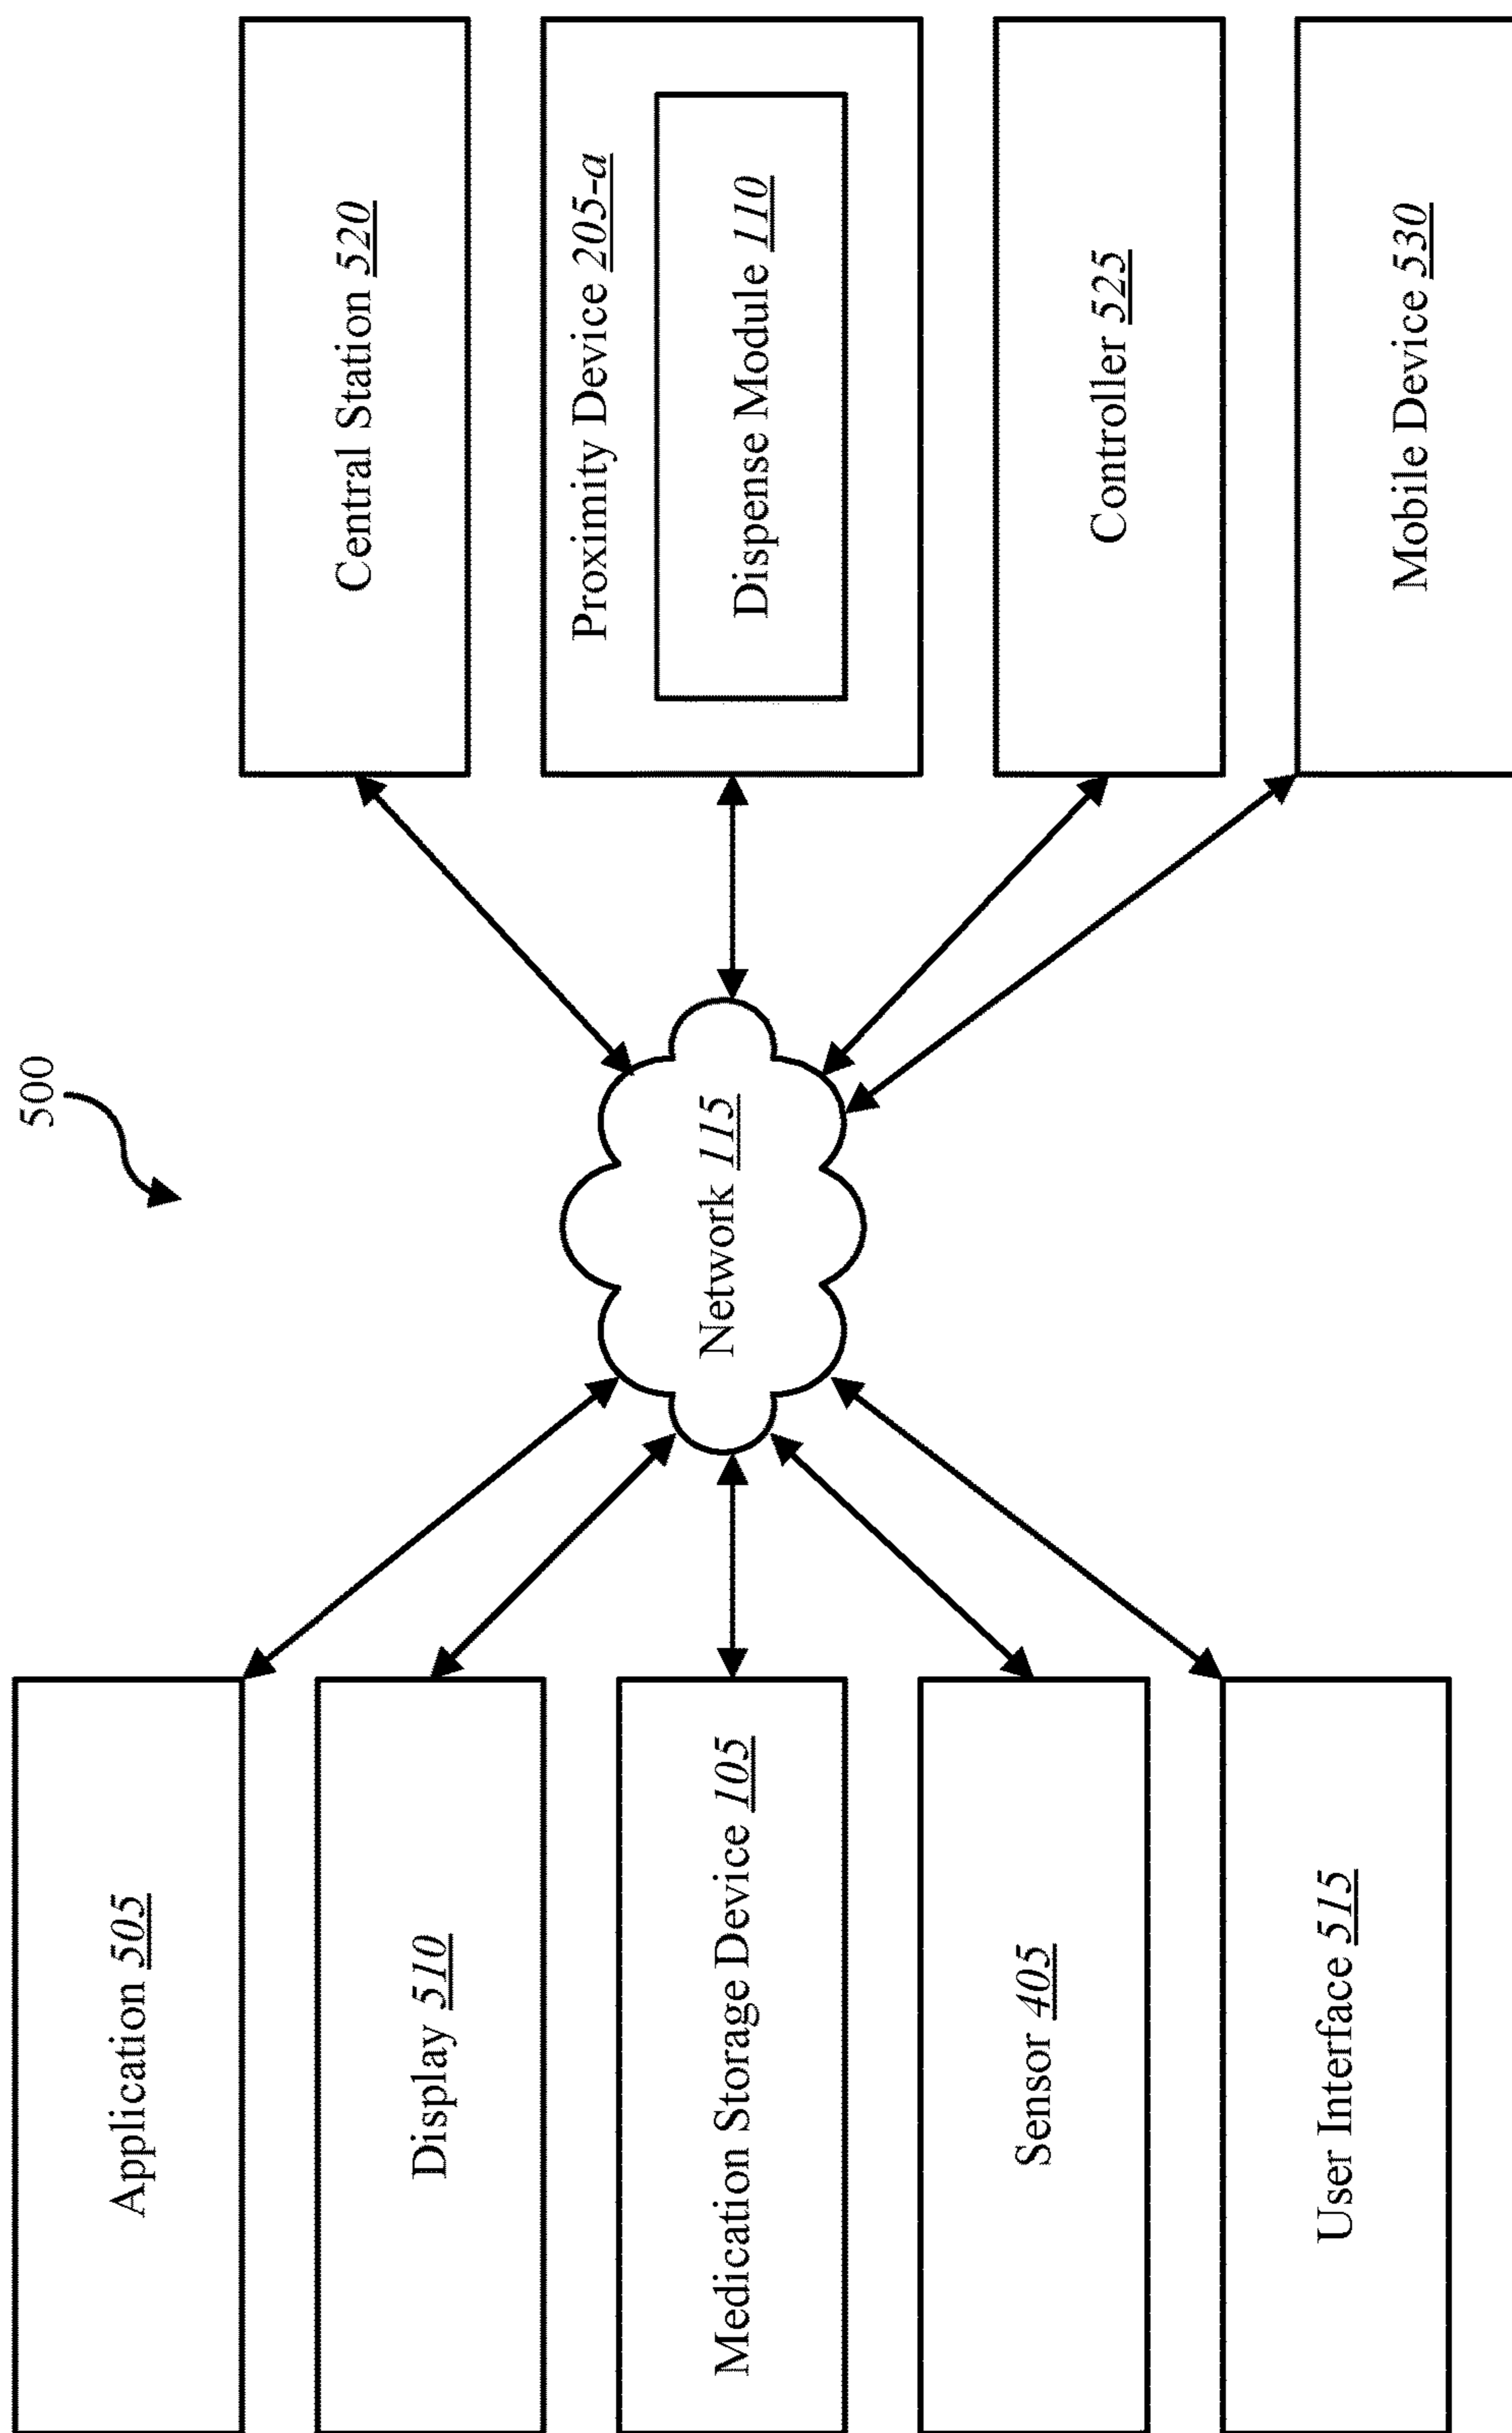 500
Application 505
Display 510
Medication Storage Device 105
Sensor 405
User Interface 515
Network 115
Central Station 520
Proximity Device 205-a
Dispense Module 110
Controller 525
Mobile Device 530